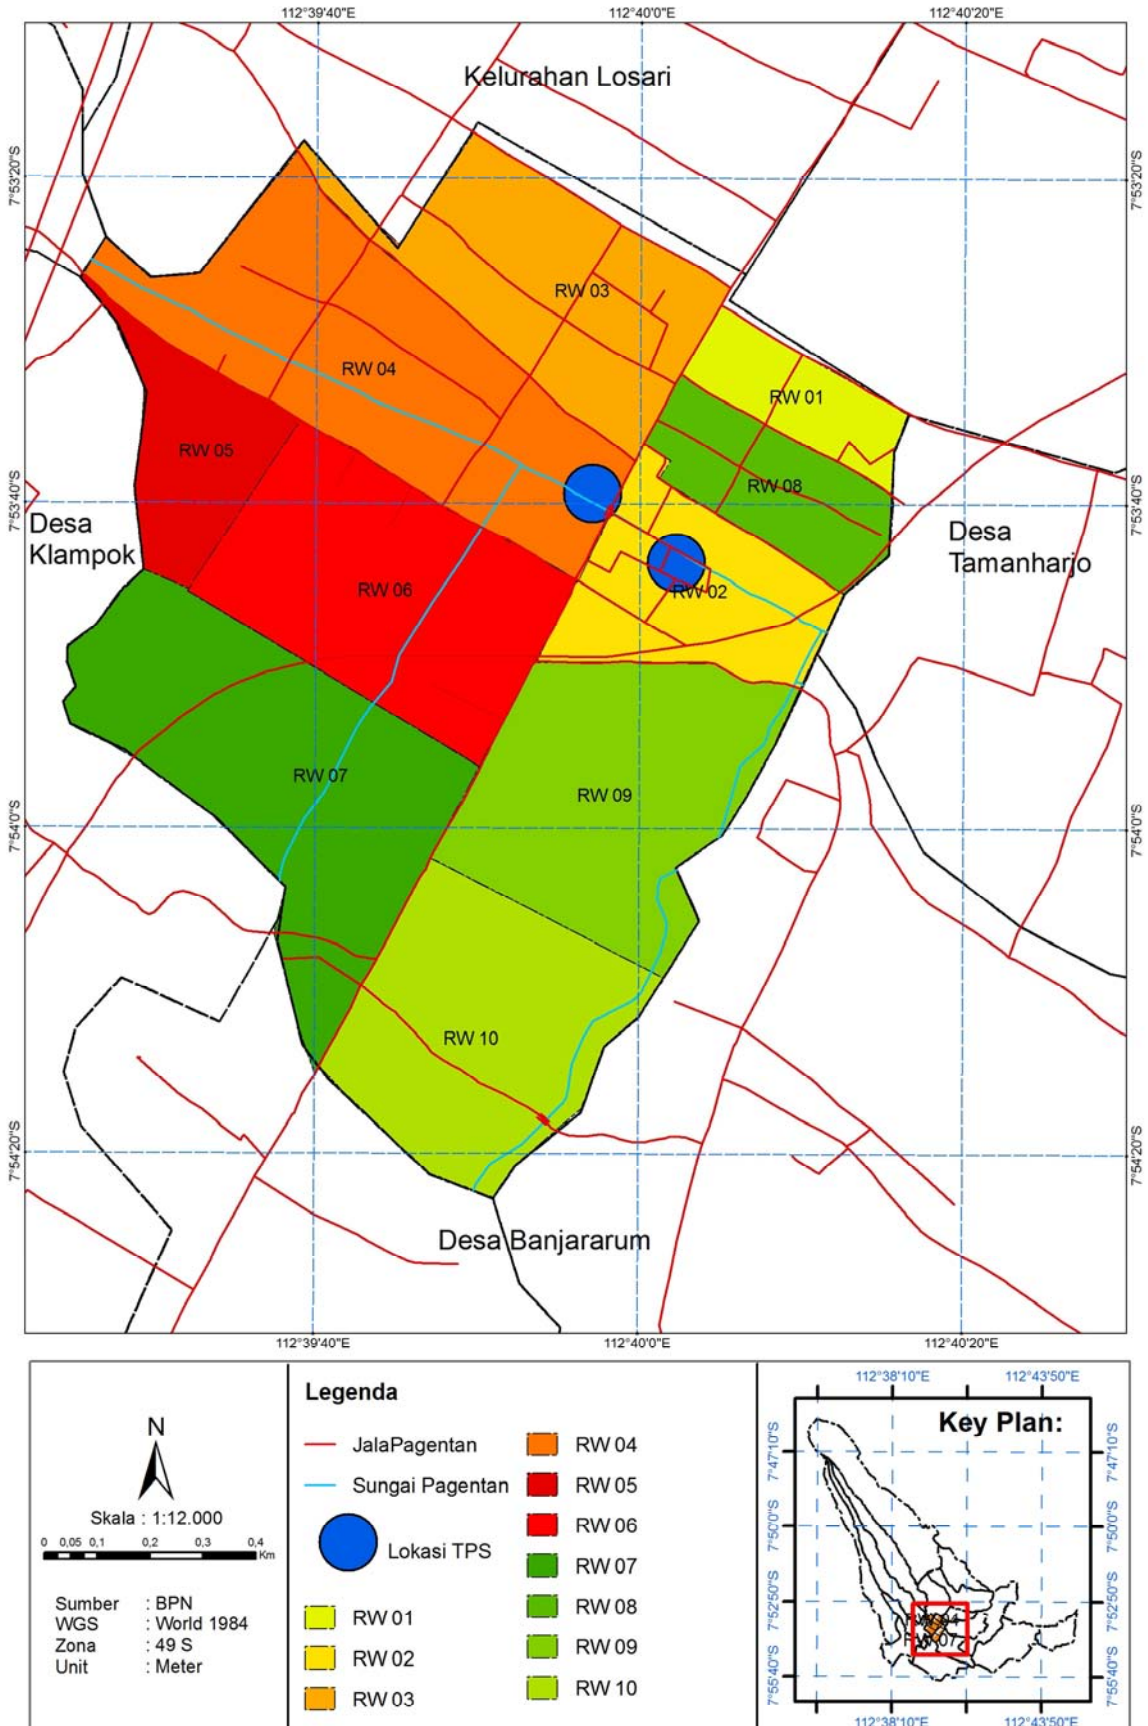 112°39'40"E
112°40'0"E
112°40'20"E
Kelurahan Losari
7°53'20"S
7°53'20"S
RW 03
RW 04
RW 01
RW 05
RW 08
7°53'40"S
7°53'40"S
Desa
Klampok
Desa
Tamanharjo
RW 06
RW 02
RW 07
RW 09
7°54'0"S
7°54'0"S
RW 10
7°54'20"S
7°54'20"S
Desa Banjararum
112°39'40"E
112°40'0"E
112°40'20"E
N
Skala : 1:12.000
0 0,05 0,1 0,2 0,3 0,4
Km
Sumber : BPN
WGS : World 1984
Zona : 49 S
Unit : Meter
Legenda
JalaPagentan
Sungai Pagentan
Lokasi TPS
RW 01
RW 02
RW 03
RW 04
RW 05
RW 06
RW 07
RW 08
RW 09
RW 10
112°38'10"E
112°43'50"E
Key Plan:
7°47'10"S
7°47'10"S
7°50'0"S
7°50'0"S
7°52'50"S
7°52'50"S
7°55'40"S
7°55'40"S
112°38'10"E
112°43'50"E